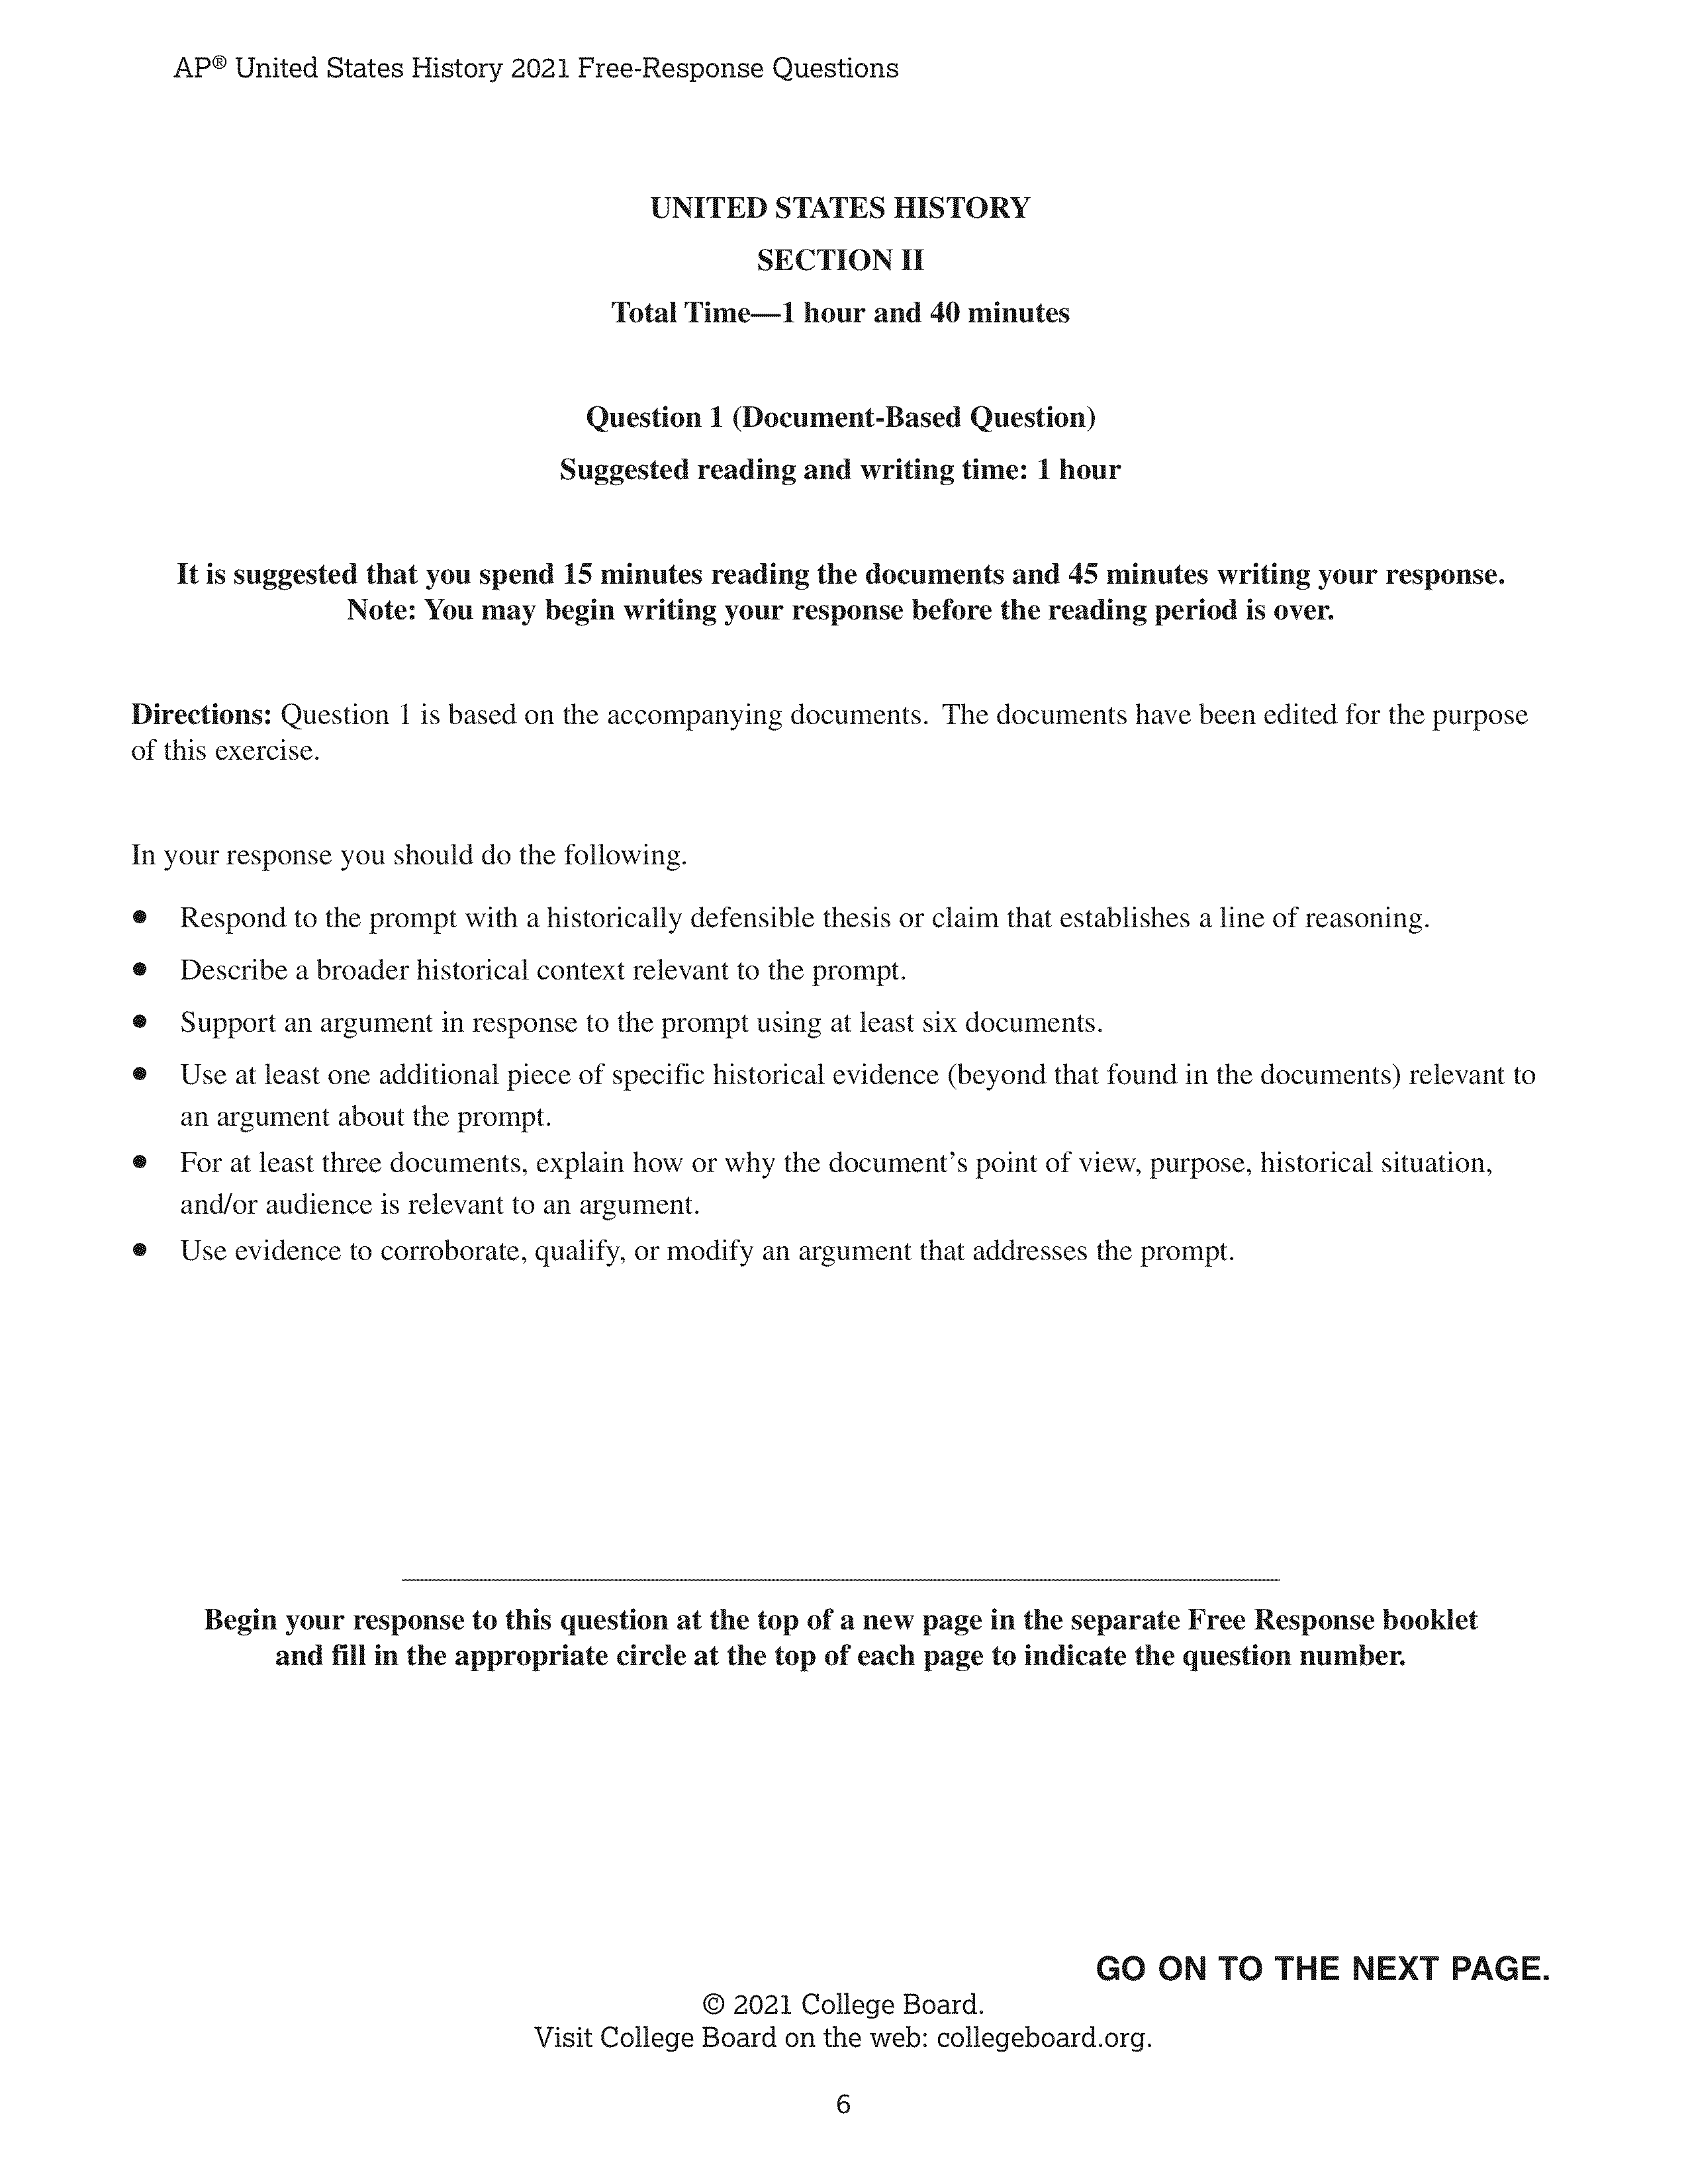 AP® United States History 2021 Free-Response Questions
UNITED STATES HISTORY
SECTION II
Total Time—1 hour and 40 minutes
Question 1 (Document-Based Question)
Suggested reading and writing time: 1 hour
It is suggested that you spend 15 minutes reading the documents and 45 minutes writing your response.
Note: You may begin writing your response before the reading period is over.
Directions: Question 1 is based on the accompanying documents. The documents have been edited for the purpose
of this exercise.
In your response you should do the following.
• Respond to the prompt with a historically defensible thesis or claim that establishes a line of reasoning.
• Describe a broader historical context relevant to the prompt.
• Support an argument in response to the prompt using at least six documents.
• Use at least one additional piece of specific historical evidence (beyond that found in the documents) relevant to
an argument about the prompt.
• For at least three documents, explain how or why the document's point of view, purpose, historical situation,
and/or audience is relevant to an argument.
• Use evidence to corroborate, qualify, or modify an argument that addresses the prompt.
Begin your response to this question at the top of a new page in the separate Free Response booklet
and fill in the appropriate circle at the top of each page to indicate the question number.
GO ON TO THE NEXT PAGE.
© 2021 College Board.
Visit College Board on the web: collegeboard.org.
6